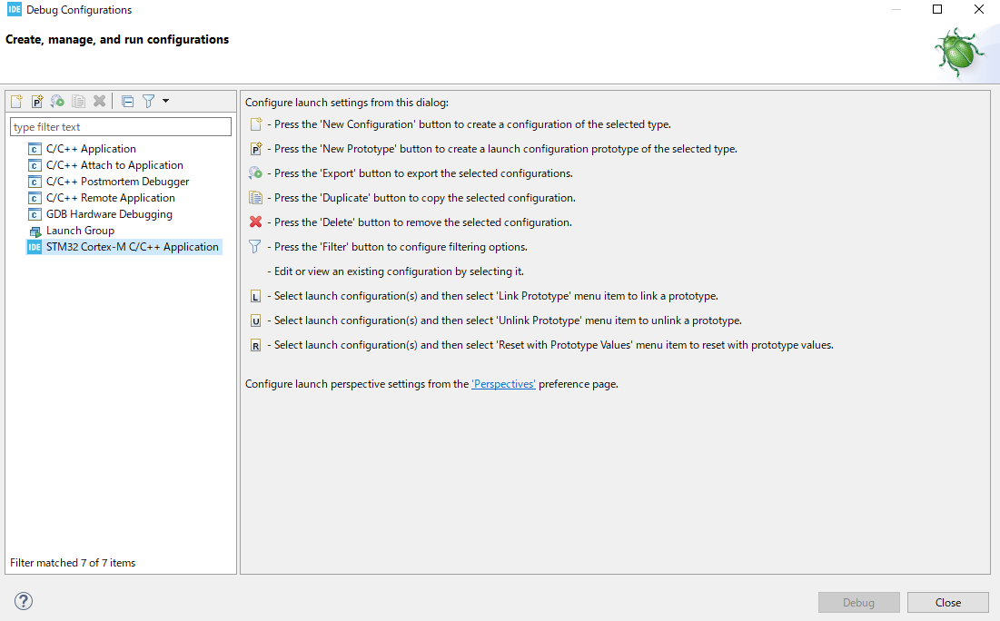 IDE Debug Configurations
Create, manage, and run configurations
type filter text
C/C++ Application
C/C++ Attach to Application
C/C++ Postmortem Debugger
C/C++ Remote Application
GDB Hardware Debugging
Launch Group
IDE STM32 Cortex-M C/C++ Application
Filter matched 7 of 7 items
Configure launch settings from this dialog:
- Press the 'New Configuration' button to create a configuration of the selected type.
P - Press the 'New Prototype' button to create a launch configuration prototype of the selected type.
- Press the 'Export' button to export the selected configurations.
- Press the 'Duplicate' button to copy the selected configuration.
- Press the 'Delete' button to remove the selected configuration.
- Press the 'Filter' button to configure filtering options.
- Edit or view an existing configuration by selecting it.
L - Select launch configuration(s) and then select 'Link Prototype' menu item to link a prototype.
U - Select launch configuration(s) and then select 'Unlink Prototype' menu item to unlink a prototype.
R - Select launch configuration(s) and then select 'Reset with Prototype Values' menu item to reset with prototype values.
Configure launch perspective settings from the 'Perspectives' preference page.
?
Debug
Close